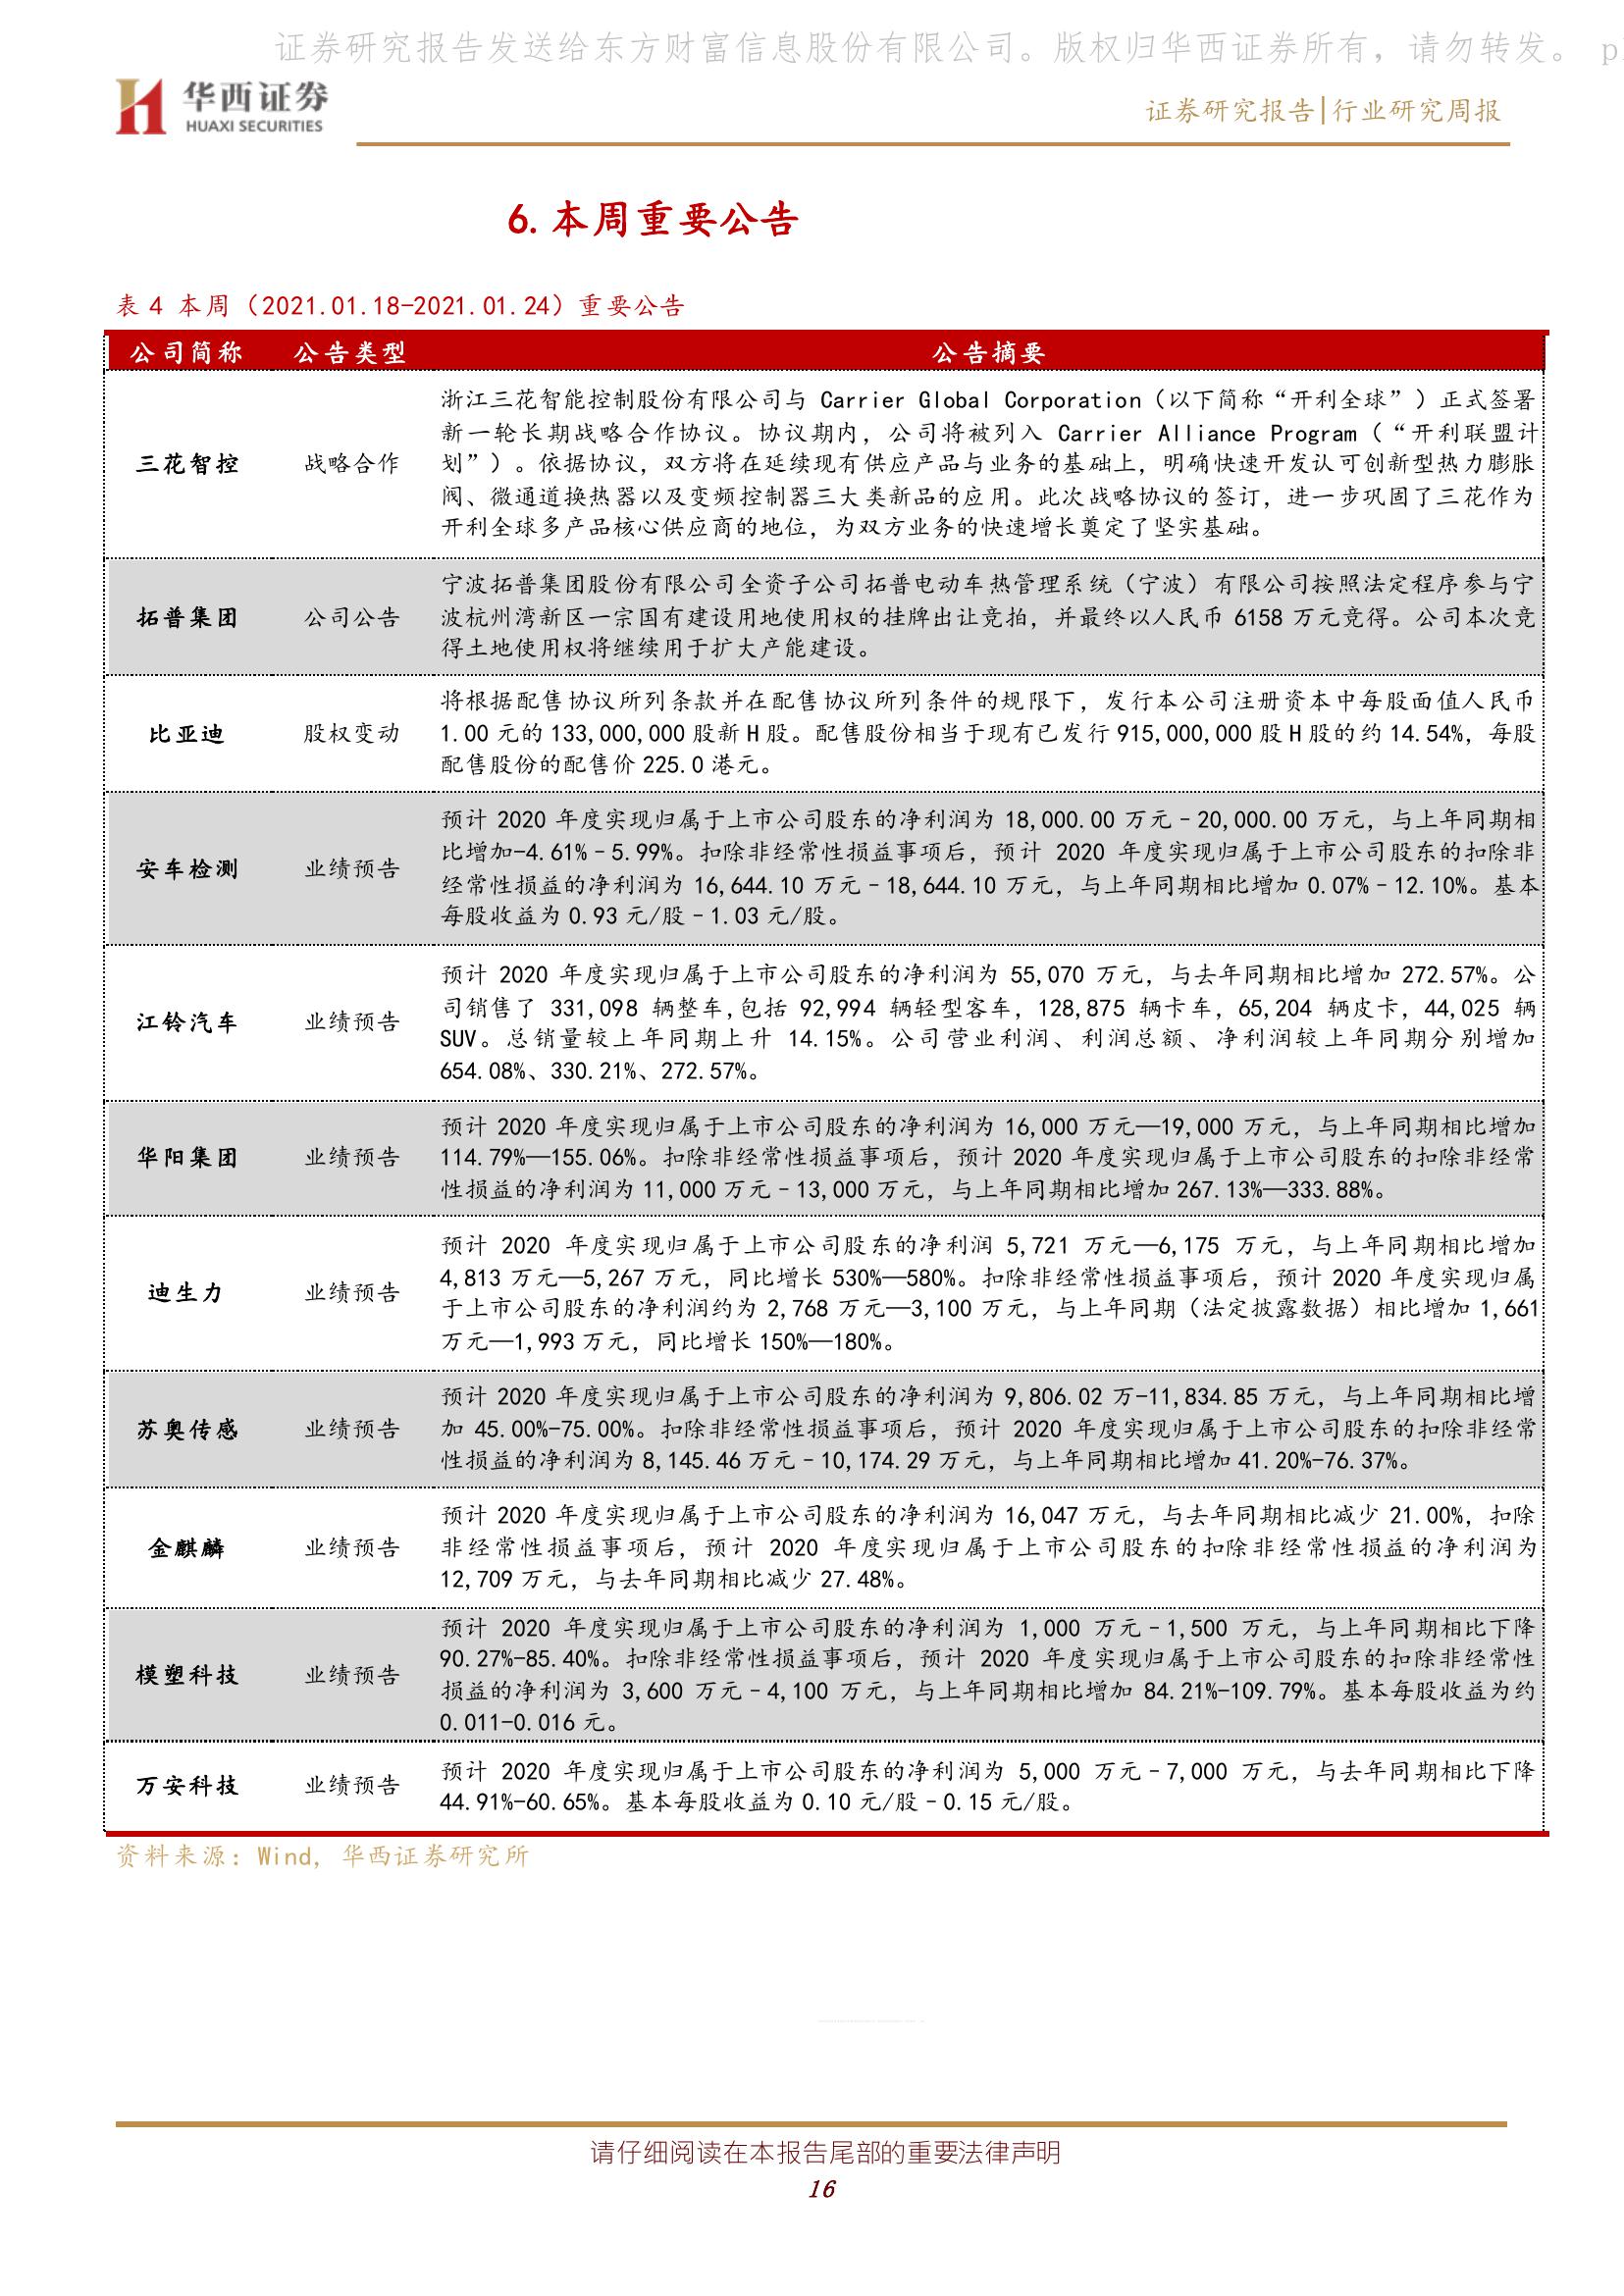 证券研究报告发送给东方财富信息股份有限公司。版权归华西证券所有，请勿转发。 p
华西证券
HUAXI SECURITIES
证券研究报告|行业研究周报
6. 本周重要公告
表 4 本周（2021.01.18-2021.01.24）重要公告
公司简称 公告类型 公告摘要
三花智控 战略合作
浙江三花智能控制股份有限公司与 Carrier Global Corporation（以下简称“开利全球”）正式签署
新一轮长期战略合作协议。协议期内，公司将被列入 Carrier Alliance Program（“开利联盟计
划”）。依据协议，双方将在延续现有供应产品与业务的基础上，明确快速开发认可创新型热力膨胀
阀、微通道换热器以及变频控制器三大类新品的应用。此次战略协议的签订，进一步巩固了三花作为
开利全球多产品核心供应商的地位，为双方业务的快速增长奠定了坚实基础。
拓普集团 公司公告
宁波拓普集团股份有限公司全资子公司拓普电动车热管理系统（宁波）有限公司按照法定程序参与宁
波杭州湾新区一宗国有建设用地使用权的挂牌出让竞拍，并最终以人民币 6158 万元竞得。公司本次竞
得土地使用权将继续用于扩大产能建设。
比亚迪 股权变动
将根据配售协议所列条款并在配售协议所列条件的规限下，发行本公司注册资本中每股面值人民币
1.00 元的 133,000,000 股新 H 股。配售股份相当于现有已发行 915,000,000 股 H 股的约 14.54%，每股
配售股份的配售价 225.0 港元。
安车检测 业绩预告
预计 2020 年度实现归属于上市公司股东的净利润为 18,000.00 万元–20,000.00 万元，与上年同期相
比增加-4.61%–5.99%。扣除非经常性损益事项后，预计 2020 年度实现归属于上市公司股东的扣除非
经常性损益的净利润为 16,644.10 万元–18,644.10 万元，与上年同期相比增加 0.07%–12.10%。基本
每股收益为 0.93 元/股–1.03 元/股。
江铃汽车 业绩预告
预计 2020 年度实现归属于上市公司股东的净利润为 55,070 万元，与去年同期相比增加 272.57%。公
司销售了 331,098 辆整车,包括 92,994 辆轻型客车，128,875 辆卡车，65,204 辆皮卡，44,025 辆
SUV。总销量较上年同期上升 14.15%。公司营业利润、利润总额、净利润较上年同期分别增加
654.08%、330.21%、272.57%。
华阳集团 业绩预告
预计 2020 年度实现归属于上市公司股东的净利润为 16,000 万元—19,000 万元，与上年同期相比增加
114.79%—155.06%。扣除非经常性损益事项后，预计 2020 年度实现归属于上市公司股东的扣除非经常
性损益的净利润为 11,000 万元–13,000 万元，与上年同期相比增加 267.13%—333.88%。
迪生力 业绩预告
预计 2020 年度实现归属于上市公司股东的净利润 5,721 万元—6,175 万元，与上年同期相比增加
4,813 万元—5,267 万元，同比增长 530%—580%。扣除非经常性损益事项后，预计 2020 年度实现归属
于上市公司股东的净利润约为 2,768 万元—3,100 万元，与上年同期（法定披露数据）相比增加 1,661
万元—1,993 万元，同比增长 150%—180%。
苏奥传感 业绩预告
预计 2020 年度实现归属于上市公司股东的净利润为 9,806.02 万-11,834.85 万元，与上年同期相比增
加 45.00%-75.00%。扣除非经常性损益事项后，预计 2020 年度实现归属于上市公司股东的扣除非经常
性损益的净利润为 8,145.46 万元–10,174.29 万元，与上年同期相比增加 41.20%-76.37%。
金麒麟 业绩预告
预计 2020 年度实现归属于上市公司股东的净利润为 16,047 万元，与去年同期相比减少 21.00%，扣除
非经常性损益事项后，预计 2020 年度实现归属于上市公司股东的扣除非经常性损益的净利润为
12,709 万元，与去年同期相比减少 27.48%。
模塑科技 业绩预告
预计 2020 年度实现归属于上市公司股东的净利润为 1,000 万元–1,500 万元，与上年同期相比下降
90.27%-85.40%。扣除非经常性损益事项后，预计 2020 年度实现归属于上市公司股东的扣除非经常性
损益的净利润为 3,600 万元–4,100 万元，与上年同期相比增加 84.21%-109.79%。基本每股收益为约
0.011-0.016 元。
万安科技 业绩预告
预计 2020 年度实现归属于上市公司股东的净利润为 5,000 万元–7,000 万元，与去年同期相比下降
44.91%-60.65%。基本每股收益为 0.10 元/股–0.15 元/股。
资料来源：Wind，华西证券研究所
请仔细阅读在本报告尾部的重要法律声明
16